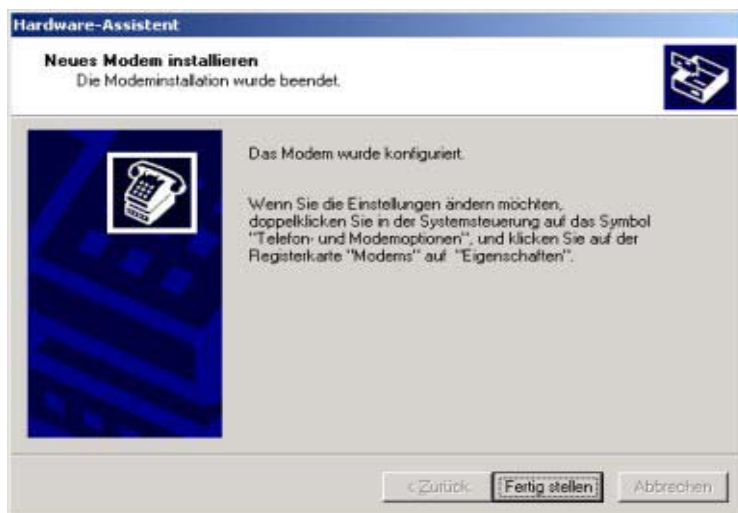 Hardware-Assistent
Neues Modem installieren
Die Modeminstallation wurde beendet.
Das Modem wurde konfiguriert.
Wenn Sie die Einstellungen ändern möchten,
doppelklicken Sie in der Systemsteuerung auf das Symbol
"Telefon- und Modemoptionen", und klicken Sie auf der
Registerkarte "Modems" auf "Eigenschaften".
< Zurück
Fertig stellen
Abbrechen